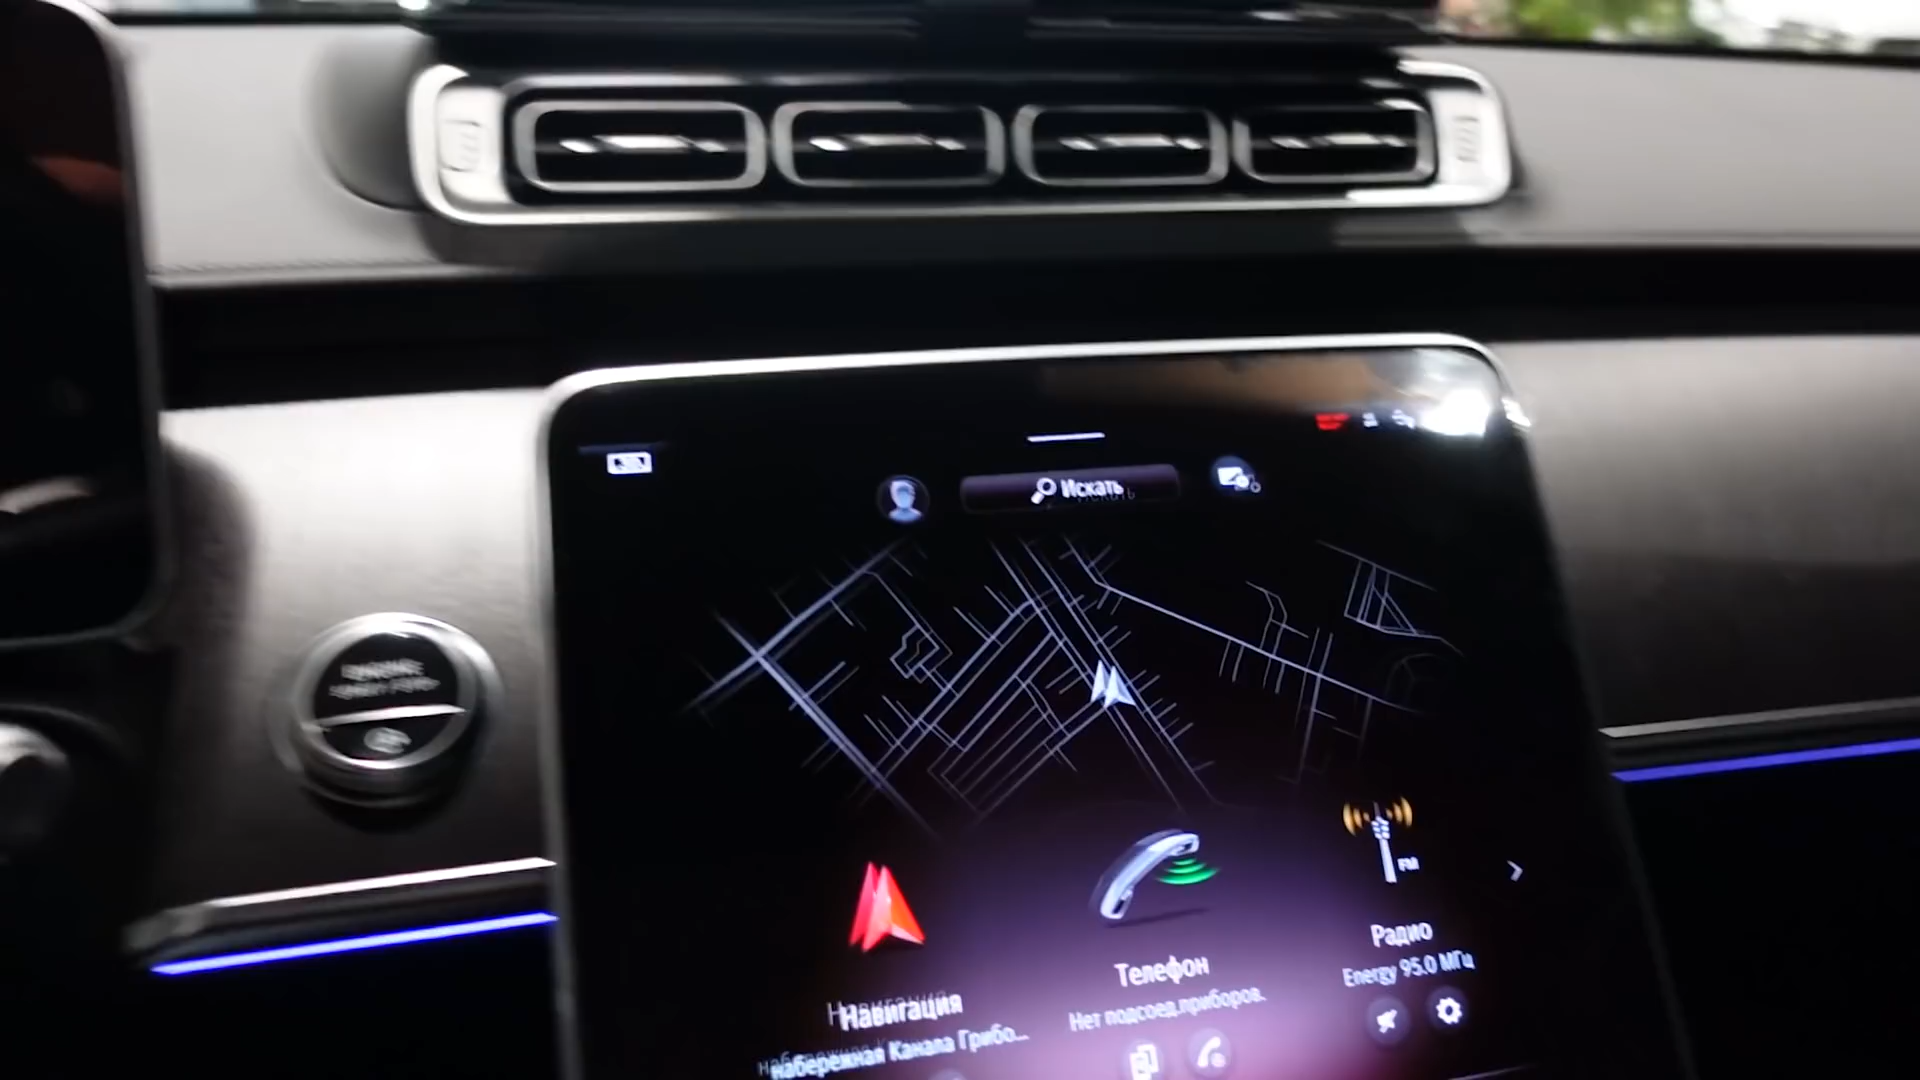 Искать
FM
Навигация
набережная Канала Грибо...
Телефон
Нет подсоед.приборов.
Радио
Energy 95.0 МГц